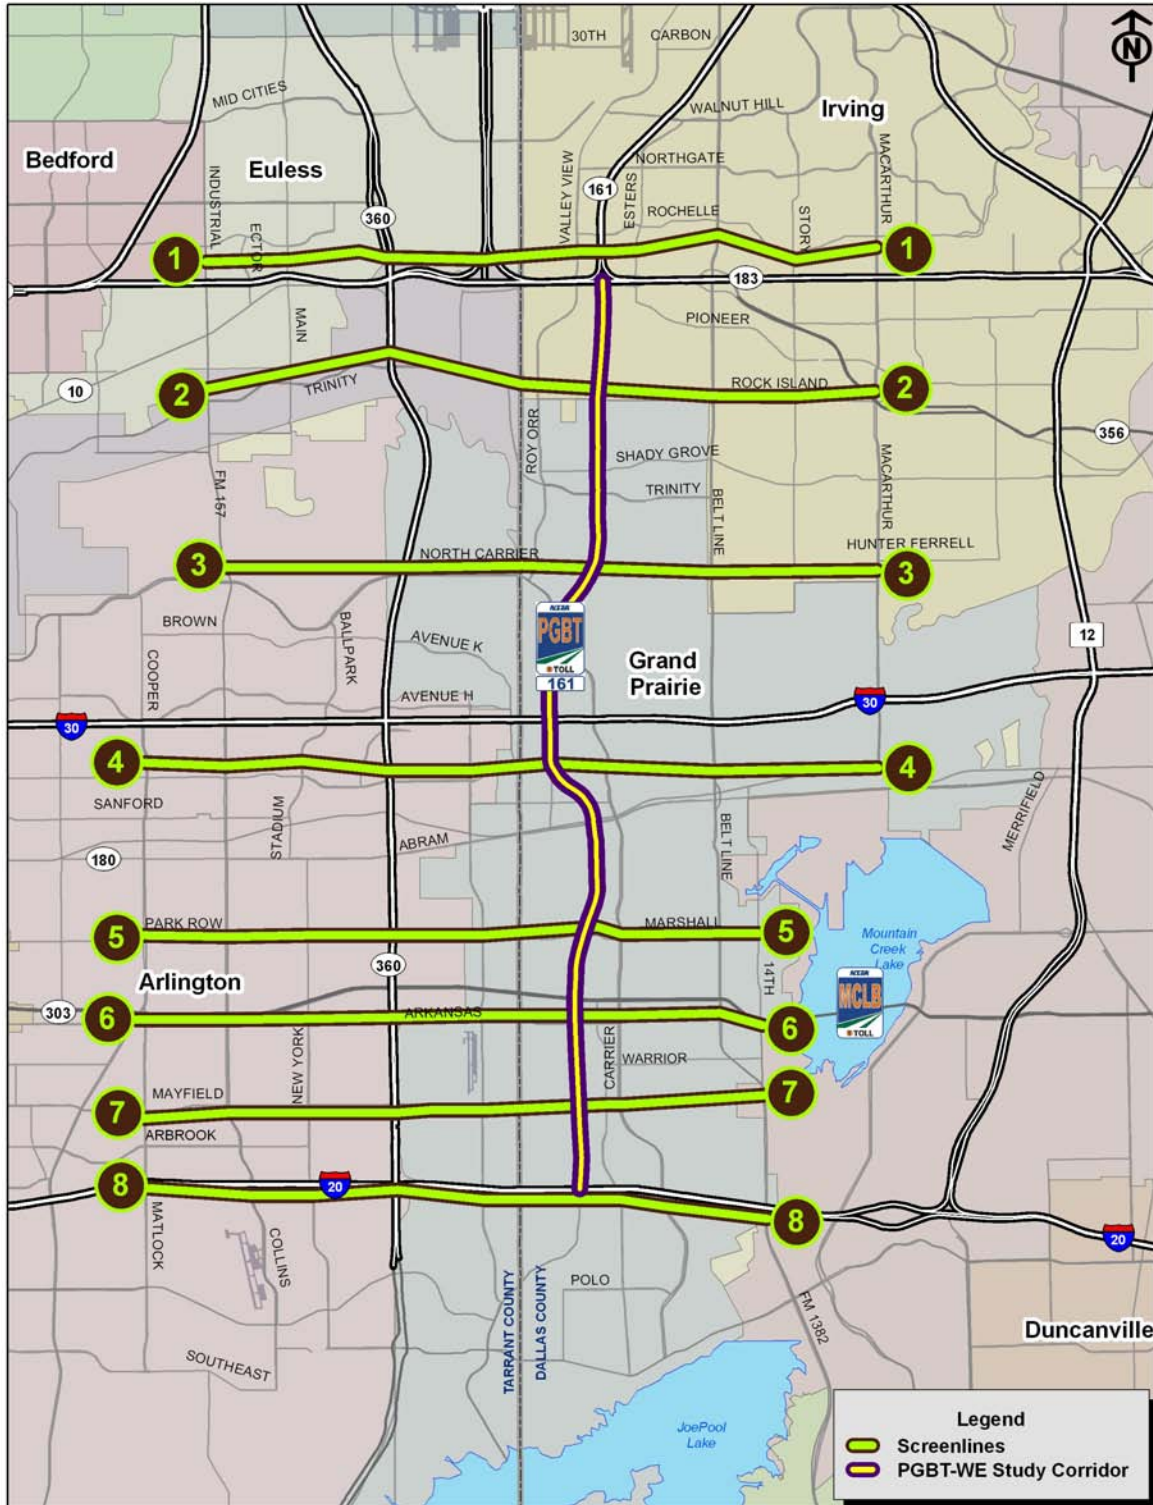 30TH
CARBON
N
MID CITIES
WALNUT HILL
Irving
Bedford
Euless
VALLEY VIEW
NORTHGATE
MACARTHUR
INDUSTRIAL
161
ESTERS
360
ROCHELLE
STORY
ECTOR
1
1
183
MAIN
PIONEER
2
10
TRINITY
ROCK ISLAND
2
356
ROY ORR
SHADY GROVE
MACARTHUR
FM 157
TRINITY
BELT LINE
3
NORTH CARRIER
HUNTER FERRELL
3
BROWN
BALLPARK
AVENUE K
PGBT
TOLL
161
Grand
Prairie
12
COOPER
AVENUE H
30
30
4
4
SANFORD
STADIUM
MERRIFIELD
ABRAM
BELT LINE
180
5
PARK ROW
MARSHALL
5
Mountain
Creek
Lake
360
14TH
Arlington
MCLB
TOLL
303
6
ARKANSAS
6
NEW YORK
CARRIER
WARRIOR
7
MAYFIELD
7
ARBROOK
8
20
8
20
MATLOCK
COLLINS
POLO
TARRANT COUNTY
DALLAS COUNTY
FM 1382
Duncanville
SOUTHEAST
JoePool
Lake
Legend
Screenlines
PGBT-WE Study Corridor